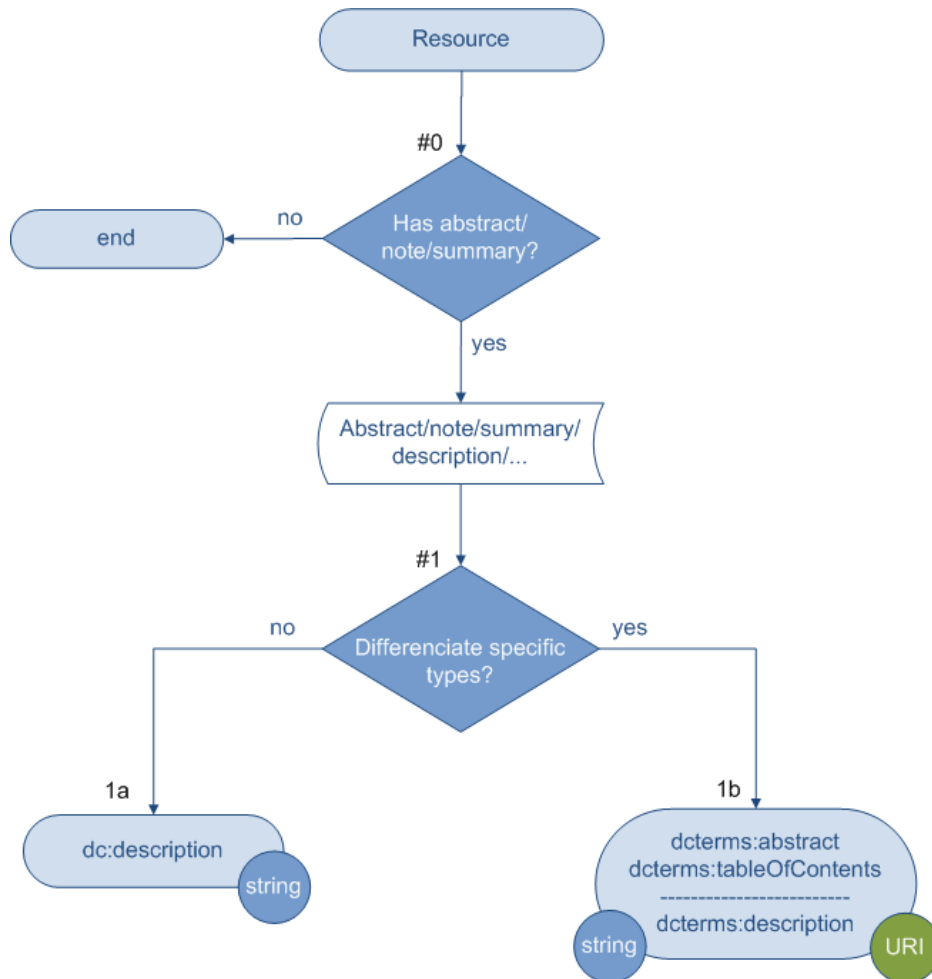 Resource
#0
Has abstract/
note/summary?
no
end
yes
Abstract/note/summary/
description/...
#1
Differenciate specific
types?
no
yes
1a
dc:description
string
1b
dcterms:abstract
dcterms:tableOfContents
-------------------------
dcterms:description
string
URI